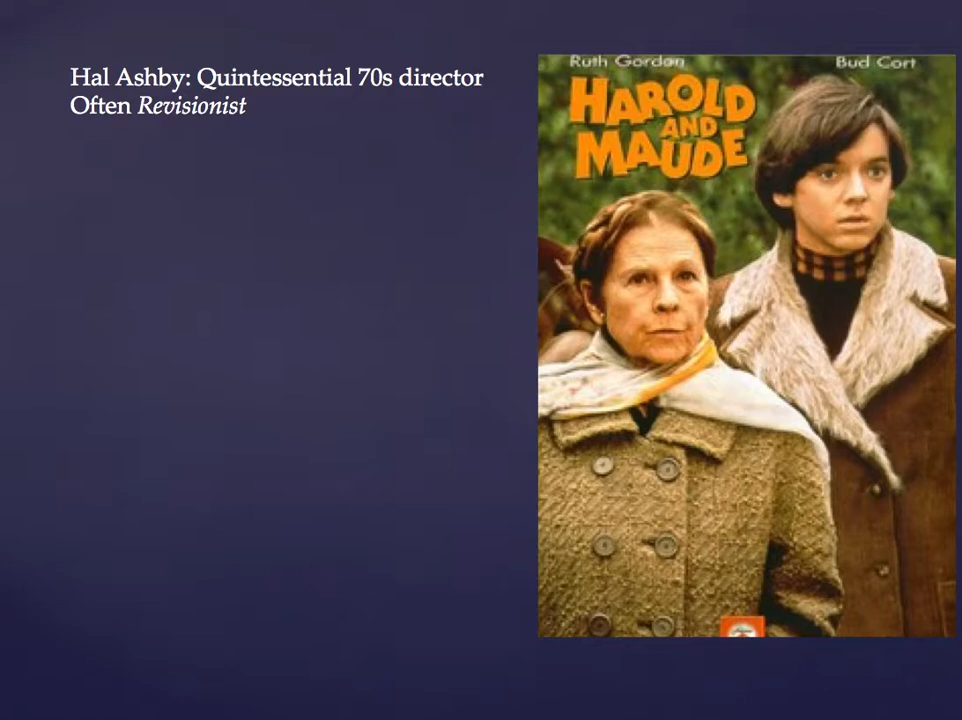 Hal Ashby: Quintessential 70s director
Often Revisionist
Ruth Gordon
Bud Cort
HAROLD
AND
MAUDE